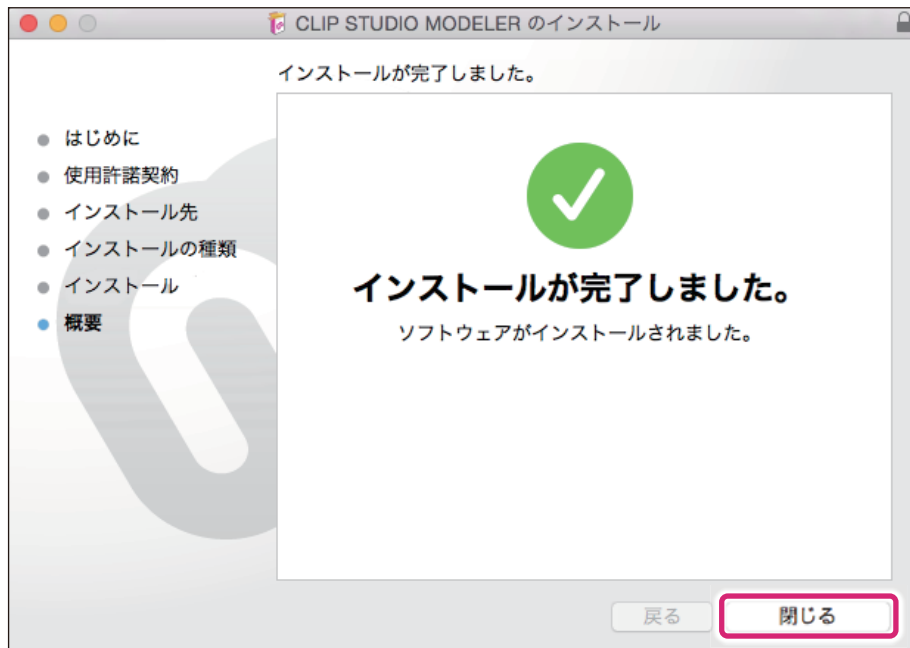 CLIP STUDIO MODELER のインストール
インストールが完了しました。
はじめに
使用許諾契約
インストール先
インストールの種類
インストール
概要
インストールが完了しました。
ソフトウェアがインストールされました。
戻る
閉じる